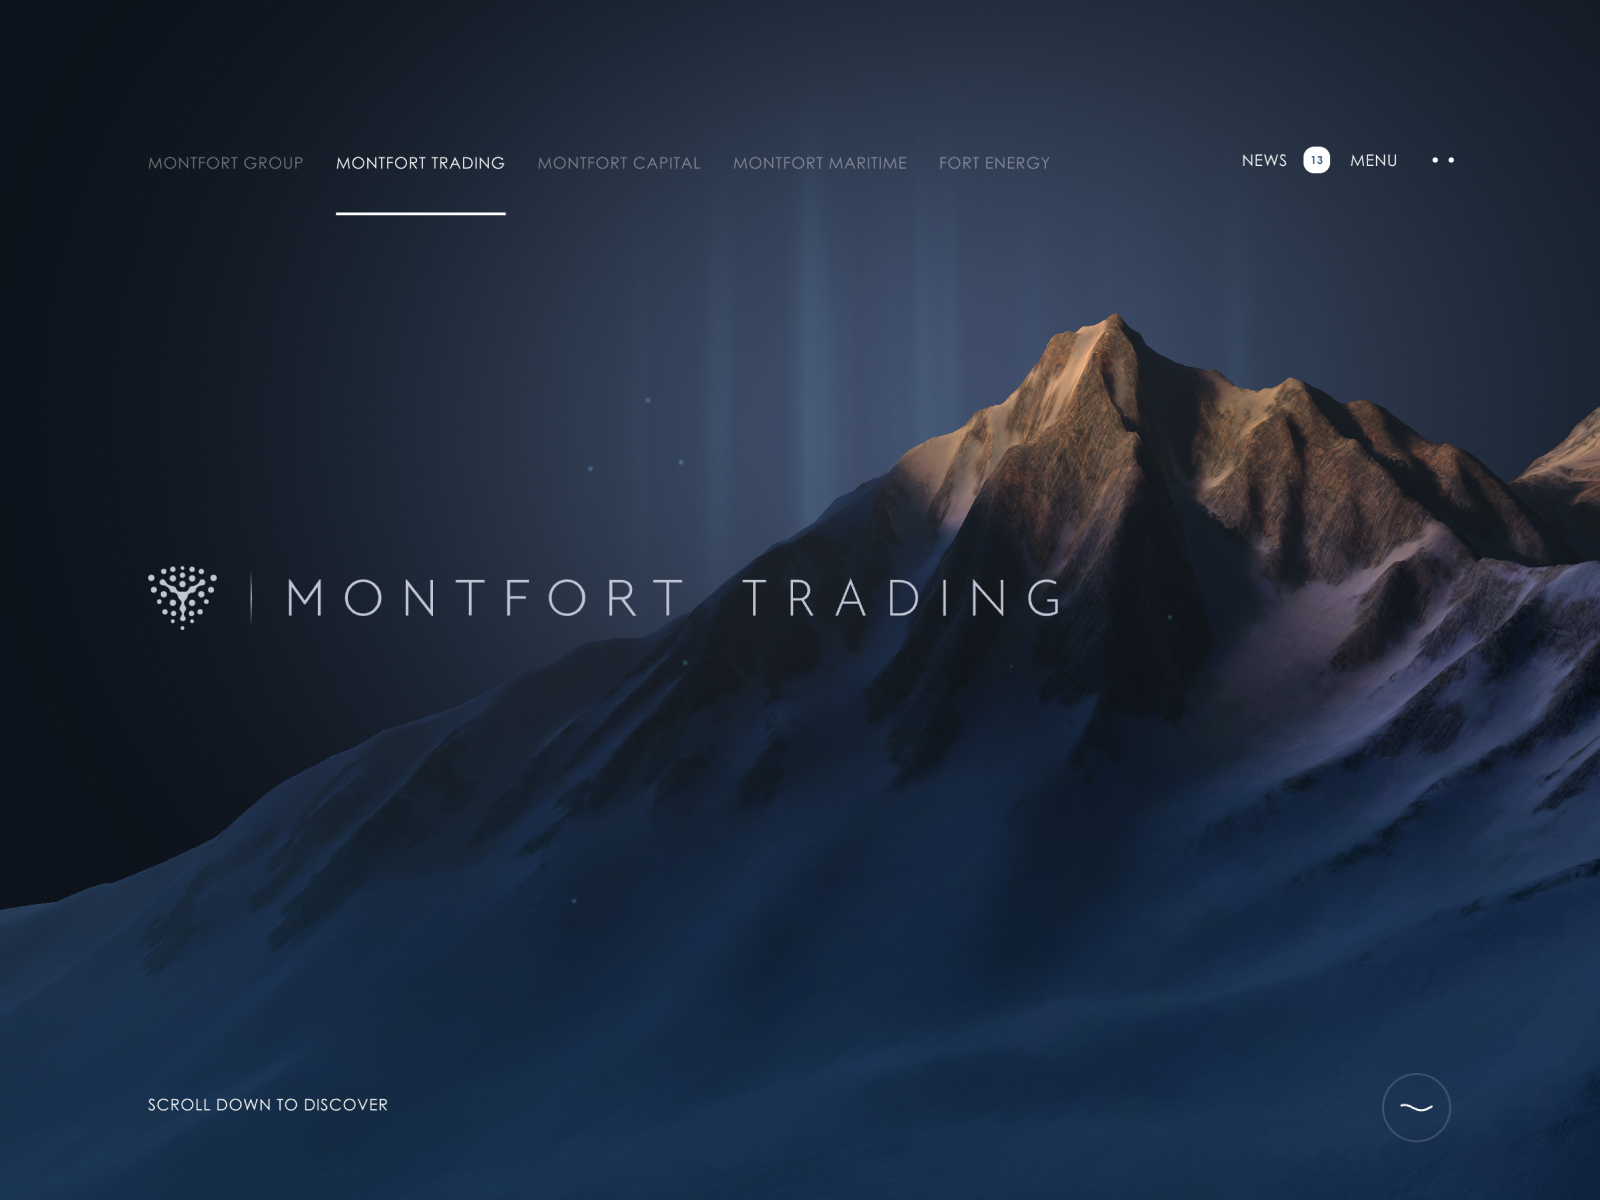 MONTFORT GROUP MONTFORT TRADING MONTFORT CAPITAL MONTFORT MARITIME FORT ENERGY NEWS 13 MENU
MONTFORT TRADING
SCROLL DOWN TO DISCOVER